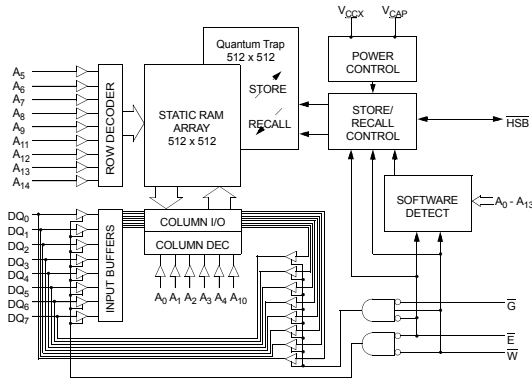 V_CCX V_CAP
Quantum Trap
512 x 512
POWER
CONTROL
STORE
RECALL
STATIC RAM
ARRAY
512 x 512
STORE/
RECALL
CONTROL
HSB
A5
A6
A7
A8
A9
A11
A12
A13
A14
ROW DECODER
SOFTWARE
DETECT
A0 - A13
DQ0
DQ1
DQ2
DQ3
DQ4
DQ5
DQ6
DQ7
INPUT BUFFERS
COLUMN I/O
COLUMN DEC
A0 A1 A2 A3 A4 A10
G
E
W